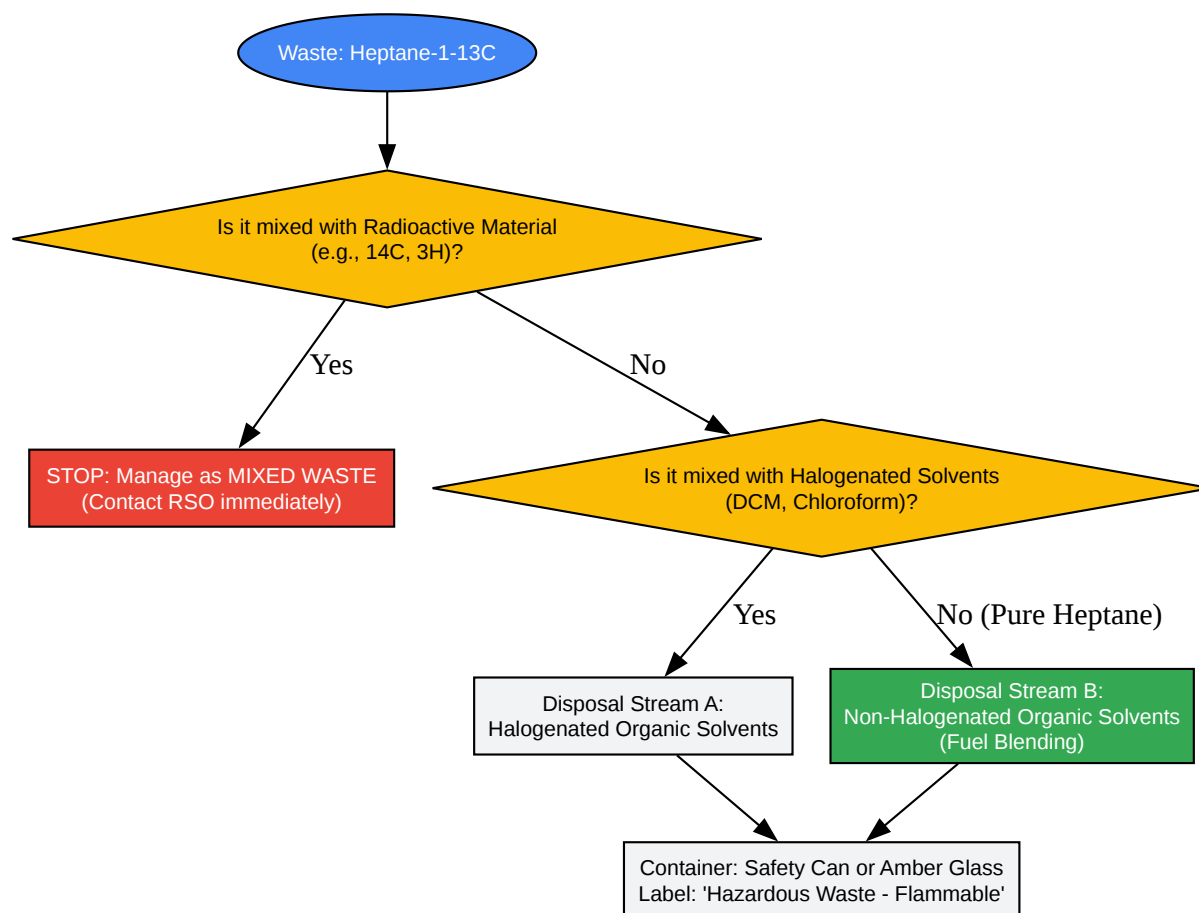 Waste: Heptane-1-13C
Is it mixed with Radioactive Material
(e.g., 14C, 3H)?
Yes
No
STOP: Manage as MIXED WASTE
(Contact RSO immediately)
Is it mixed with Halogenated Solvents
(DCM, Chloroform)?
Yes
No (Pure Heptane)
Disposal Stream A:
Halogenated Organic Solvents
Disposal Stream B:
Non-Halogenated Organic Solvents
(Fuel Blending)
Container: Safety Can or Amber Glass
Label: 'Hazardous Waste - Flammable'